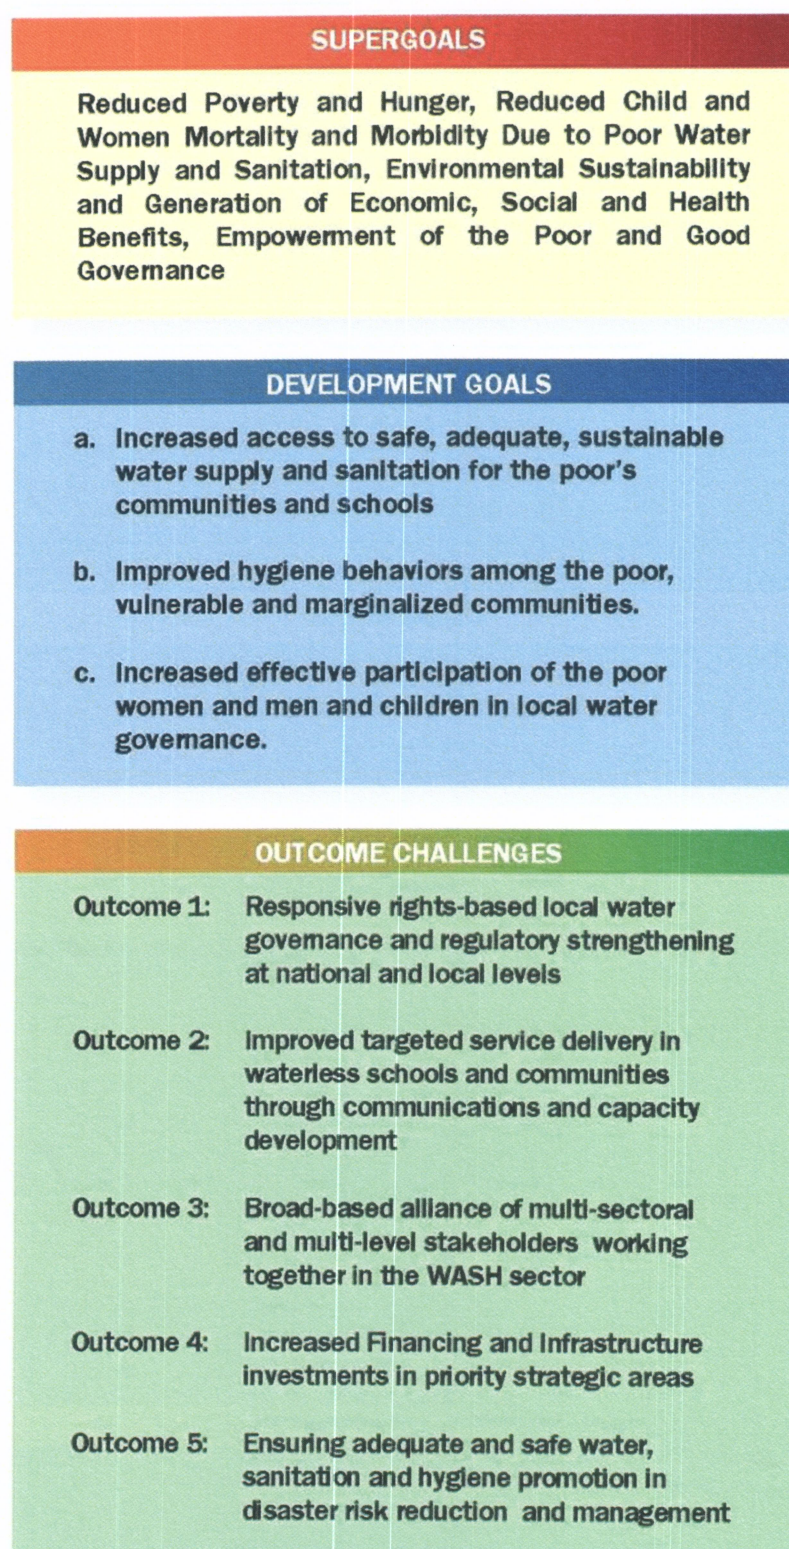 SUPERGOALS
Reduced Poverty and Hunger, Reduced Child and
Women Mortality and Morbidity Due to Poor Water
Supply and Sanitation, Environmental Sustainability
and Generation of Economic, Social and Health
Benefits, Empowerment of the Poor and Good
Governance
DEVELOPMENT GOALS
a. Increased access to safe, adequate, sustainable
water supply and sanitation for the poor's
communities and schools
b. Improved hygiene behaviors among the poor,
vulnerable and marginalized communities.
c. Increased effective participation of the poor
women and men and children in local water
governance.
OUTCOME CHALLENGES
Outcome 1: Responsive rights-based local water
governance and regulatory strengthening
at national and local levels
Outcome 2: Improved targeted service delivery in
waterless schools and communities
through communications and capacity
development
Outcome 3: Broad-based alliance of multi-sectoral
and multi-level stakeholders working
together in the WASH sector
Outcome 4: Increased Financing and Infrastructure
investments in priority strategic areas
Outcome 5: Ensuring adequate and safe water,
sanitation and hygiene promotion in
disaster risk reduction and management